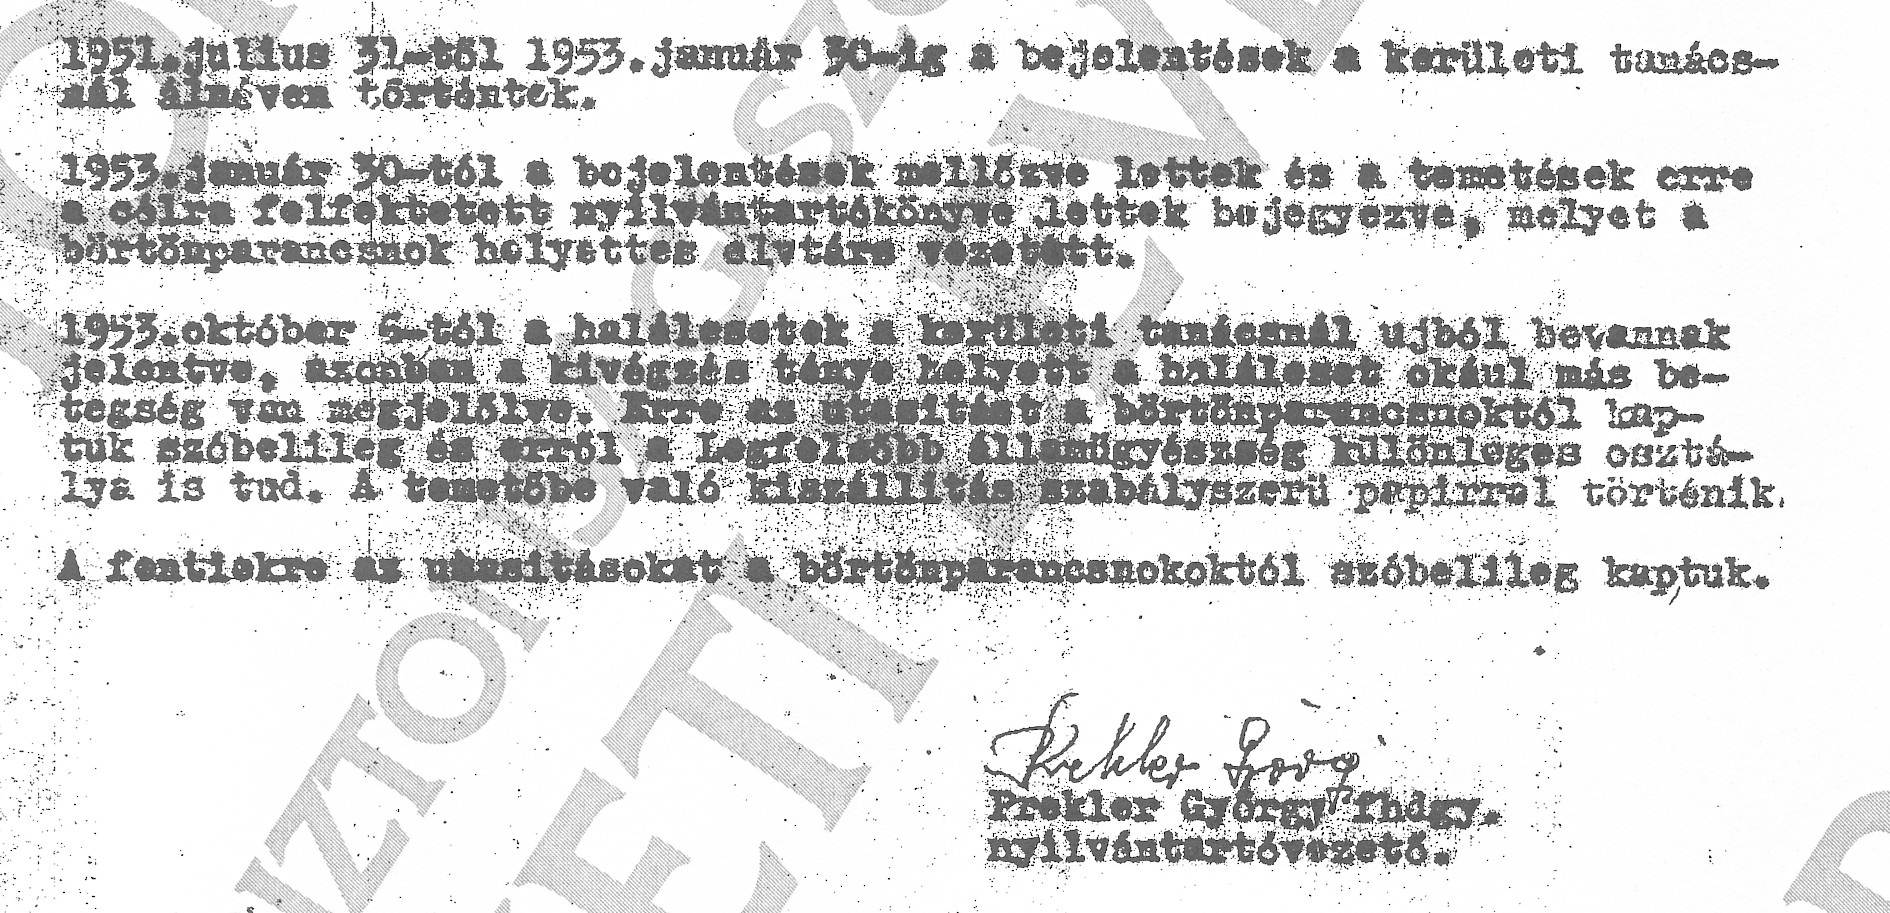 1951.julius 31-től 1953.január 30-ig a bejelentések a kerületi tanács-
nál álnéven történtek.
1953.január 30-tól a bejelentések mellőzve lettek és a temetések erre
a célra felfektetett nyilvántartókönyve lettek bejegyezve, melyet a
börtönparancsnok helyettes elvtárs vezetett.
1953.október 6-tól a halálesetek a kerületi tanácsnál ujból bevannak
jelentve, azonban a kivégzés ténye helyett a haláleset okául más be-
tegség van megjelölve. Erre az utasitást a börtönparancsnoktól kap-
tuk szóbelileg és erről a Legfelsőbb államügyészség különleges osztá-
lya is tud. A temetőbe való kiszállitás szabályszerü papirral történik.
A fentiekre az utasitásokat a börtönparancsnokoktól szóbelileg kaptuk.
Prekler György
Prekler György fhdgy.
nyilvántartóvezető.